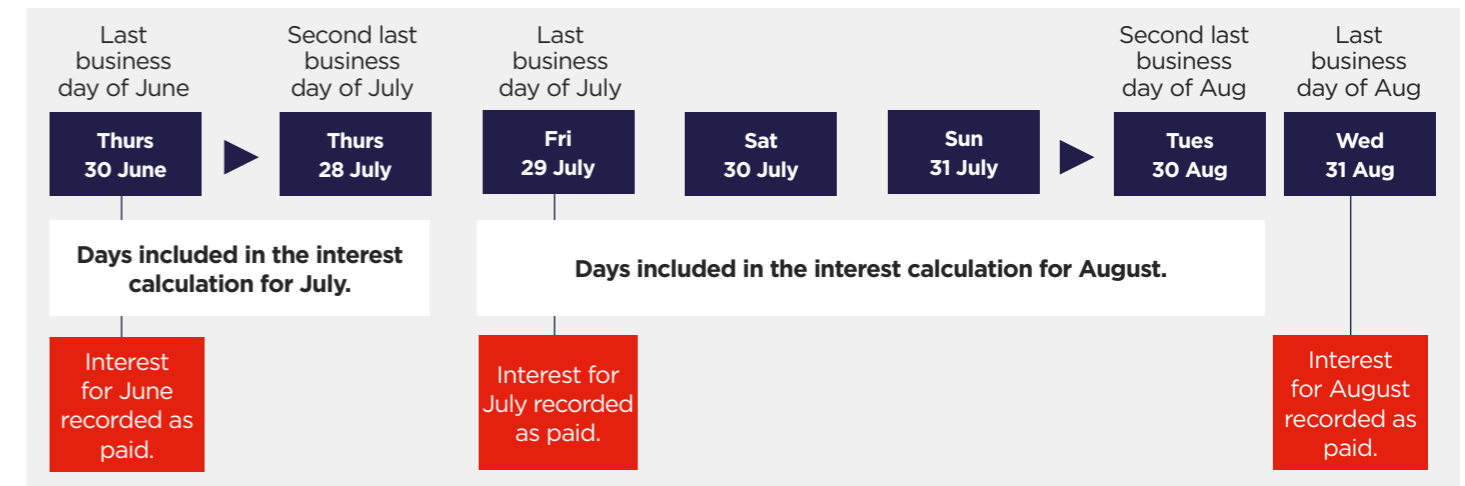 Last
business
day of June
Second last
business
day of July
Last
business
day of July
Second last
business
day of Aug
Last
business
day of Aug
Thurs
30 June
Thurs
28 July
Fri
29 July
Sat
30 July
Sun
31 July
Tues
30 Aug
Wed
31 Aug
Days included in the interest
calculation for July.
Days included in the interest calculation for August.
Interest
for June
recorded as
paid.
Interest for
July recorded
as paid.
Interest
for August
recorded as
paid.